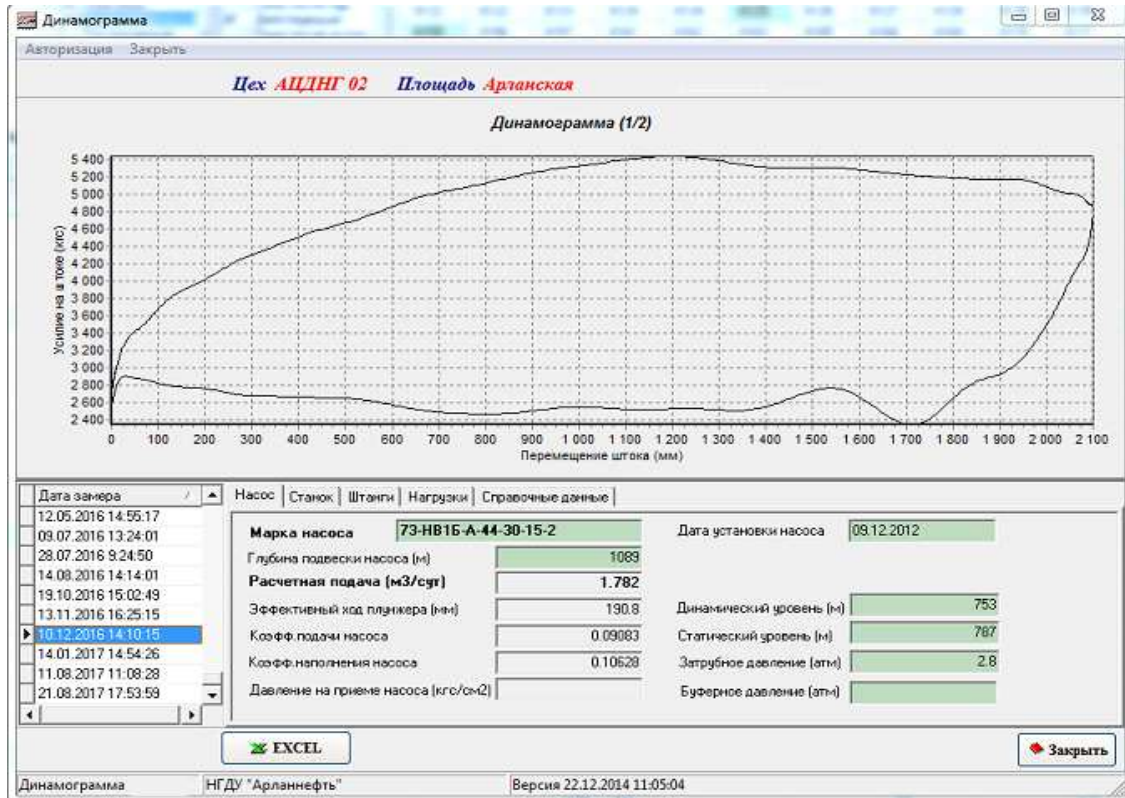 Динамограмма
Авторизация Закрыть
Цех АЦДНГ 02 Площадь Арланская
Динамограмма (1/2)
Усилие на штоке (кгс)
5 400
5 200
5 000
4 800
4 600
4 400
4 200
4 000
3 800
3 600
3 400
3 200
3 000
2 800
2 600
2 400
0 100 200 300 400 500 600 700 800 900 1 000 1 100 1 200 1 300 1 400 1 500 1 600 1 700 1 800 1 900 2 000 2 100
Перемещение штока (мм)
Дата замера
12.05.2016 14:55:17
09.07.2016 13:24:01
28.07.2016 9:24:50
14.08.2016 14:14:01
19.10.2016 15:02:49
13.11.2016 16:25:15
10.12.2016 14:10:15
14.01.2017 14:54:26
11.08.2017 11:08:28
21.08.2017 17:53:59
Насос Станок Штанги Нагрузки Справочные данные
Марка насоса 73-НВ1Б-А-44-30-15-2 Дата установки насоса 09.12.2012
Глубина подвески насоса (м) 1089
Расчетная подача (м3/сут) 1.782
Эффективный ход плунжера (мм) 190.8 Динамический уровень (м) 753
Коэфф.подачи насоса 0.09083 Статический уровень (м) 787
Коэфф.наполнения насоса 0.10628 Затрубное давление (атм) 2.8
Давление на приеме насоса (кгс/см2) Буферное давление (атм)
EXCEL Закрыть
Динамограмма НГДУ "Арланнефть" Версия 22.12.2014 11:05:04